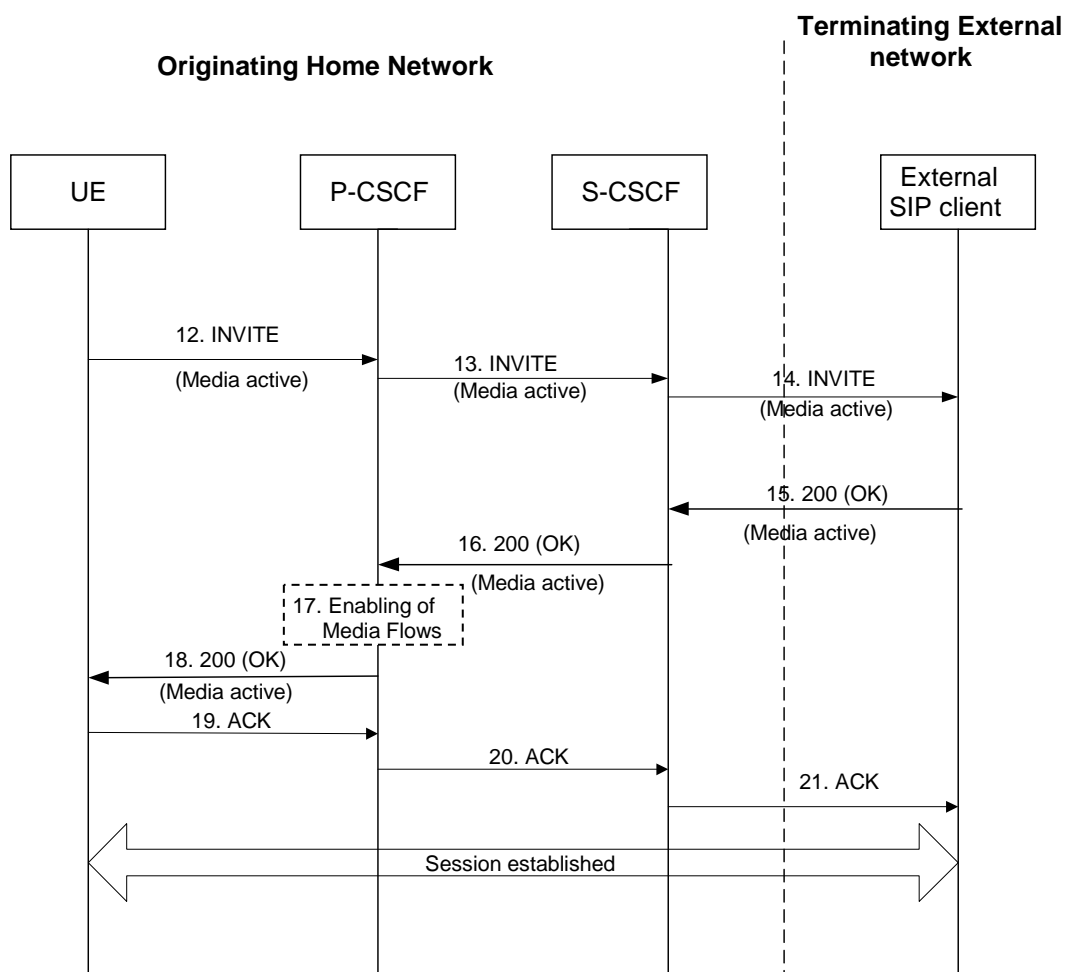 Terminating External
network
Originating Home Network
UE
P-CSCF
S-CSCF
External
SIP client
12. INVITE
(Media active)
13. INVITE
(Media active)
14. INVITE
(Media active)
15. 200 (OK)
(Media active)
16. 200 (OK)
(Media active)
17. Enabling of
Media Flows
18. 200 (OK)
(Media active)
19. ACK
20. ACK
21. ACK
Session established